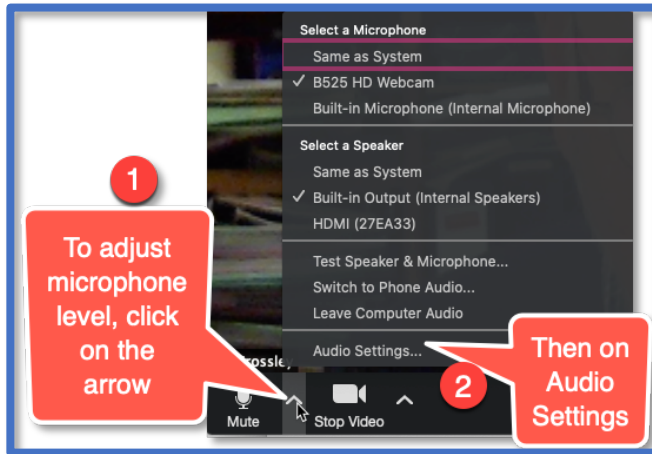 Select a Microphone
Same as System
✓ B525 HD Webcam
Built-in Microphone (Internal Microphone)
Select a Speaker
Same as System
✓ Built-in Output (Internal Speakers)
HDMI (27EA33)
Test Speaker & Microphone...
Switch to Phone Audio...
Leave Computer Audio
Audio Settings...
1
To adjust
microphone
level, click
on the
arrow
2
Then on
Audio
Settings
Mute
Stop Video